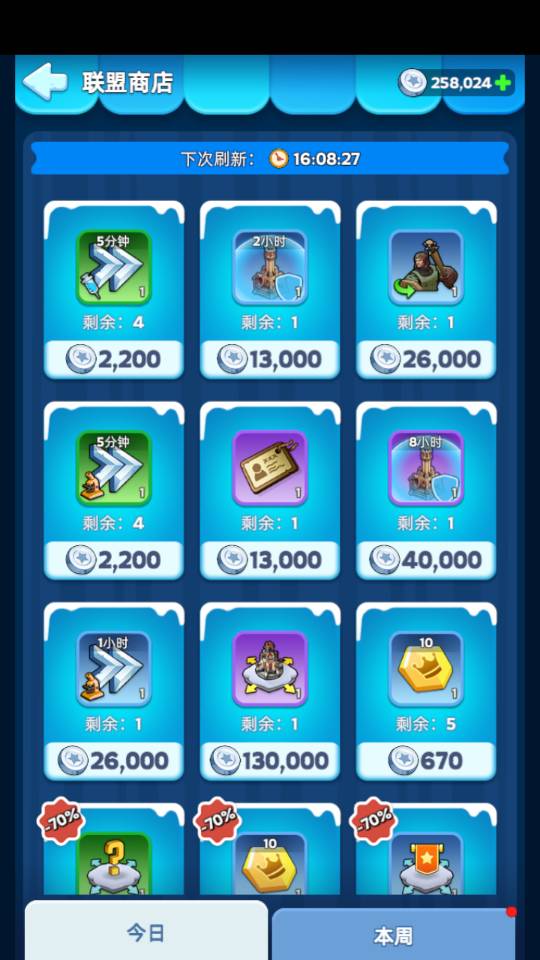 联盟商店
258,024
下次刷新： 16:08:27
5分钟
1
剩余：4
2,200
2小时
1
剩余：1
13,000
1
剩余：1
26,000
5分钟
1
剩余：4
2,200
1
剩余：1
13,000
8小时
1
剩余：1
40,000
1小时
1
剩余：1
26,000
1
剩余：1
130,000
10
1
剩余：5
670
-70%
?
1
-70%
10
1
-70%
1
今日
本周